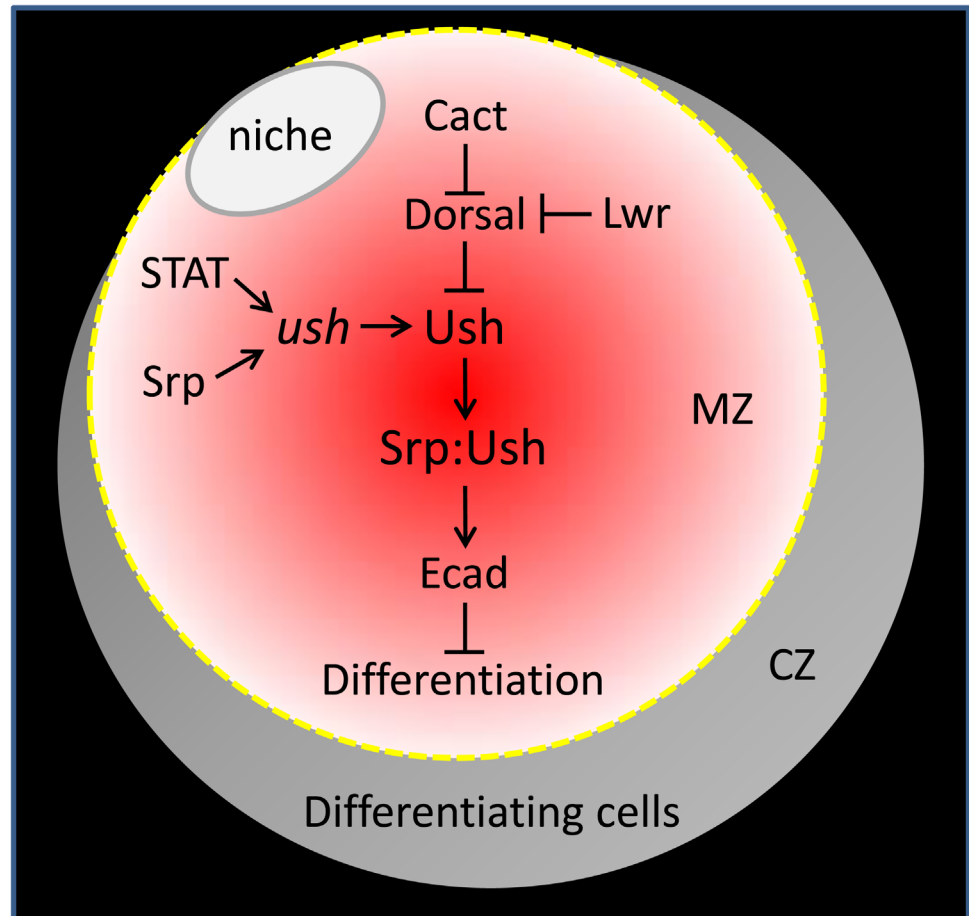 niche
Cact
Dorsal
Lwr
STAT
ush
Ush
Srp
MZ
Srp:Ush
Ecad
CZ
Differentiation
Differentiating cells